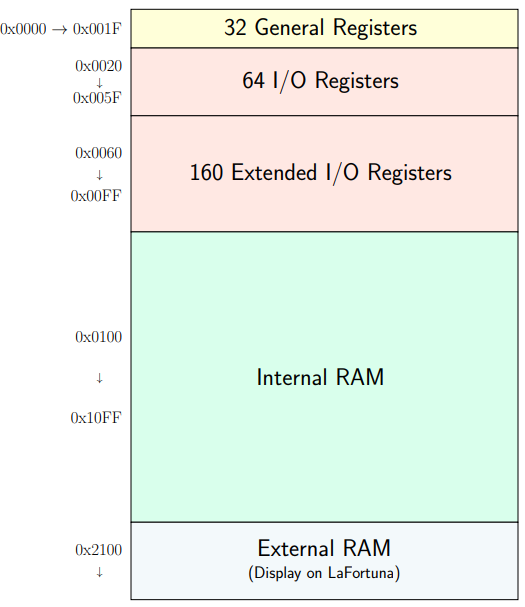 0x0000 → 0x001F
32 General Registers
0x0020
↓
0x005F
64 I/O Registers
0x0060
↓
0x00FF
160 Extended I/O Registers
0x0100
↓
0x10FF
Internal RAM
0x2100
↓
External RAM
(Display on LaFortuna)